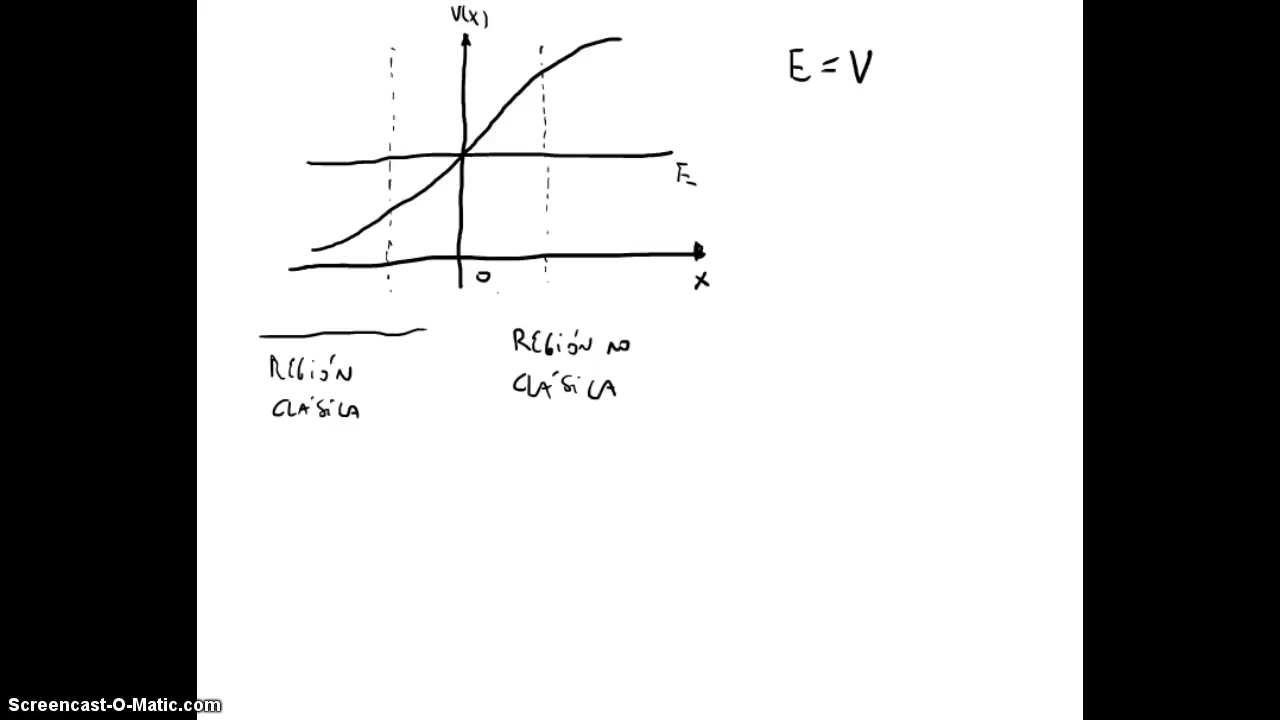 V(x)
E = V
E
0
x
REGIÓN
CLÁSICA
REGIÓN NO
CLÁSICA
Screencast-O-Matic.com